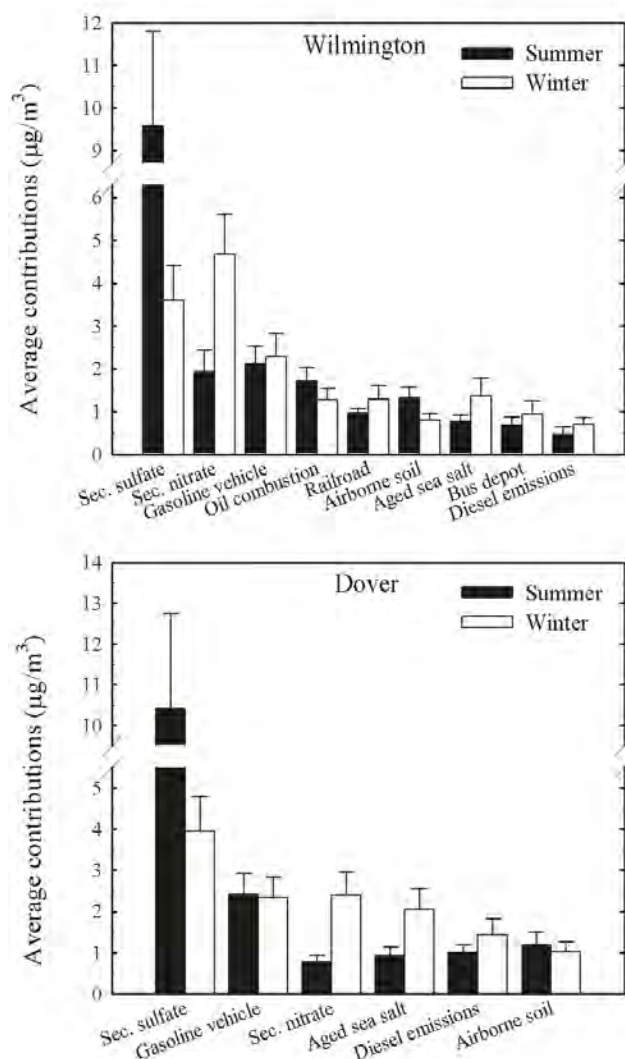 Wilmington
Summer
Winter
Average contributions (μg/m³)
12
11
10
9
6
5
4
3
2
1
0
Sec. sulfate
Sec. nitrate
Gasoline vehicle
Oil combustion
Railroad
Airborne soil
Aged sea salt
Bus depot
Diesel emissions
Dover
Summer
Winter
Average contributions (μg/m³)
14
13
12
11
10
5
4
3
2
1
0
Sec. sulfate
Gasoline vehicle
Sec. nitrate
Aged sea salt
Diesel emissions
Airborne soil